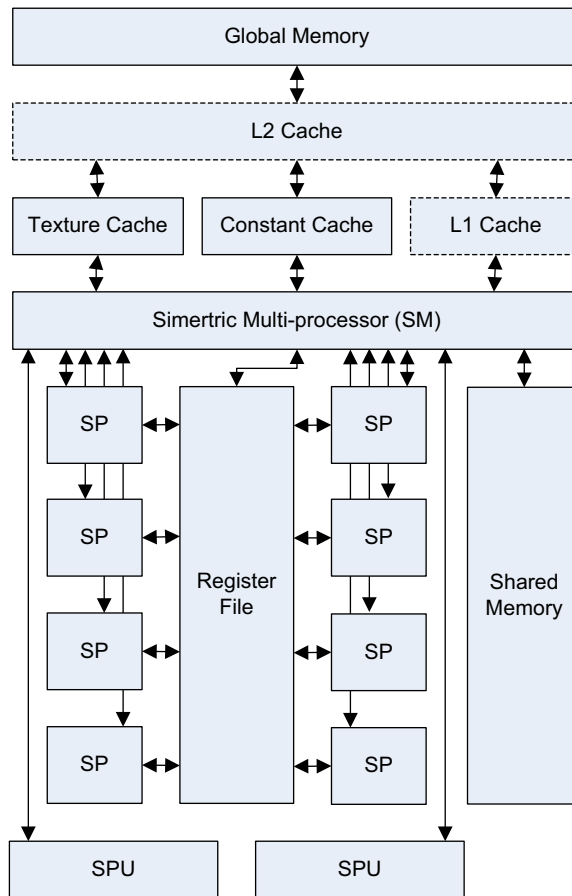 Global Memory
L2 Cache
Texture Cache
Constant Cache
L1 Cache
Simertric Multi-processor (SM)
SP
SP
SP
SP
Register
File
SP
SP
SP
SP
Shared
Memory
SPU
SPU